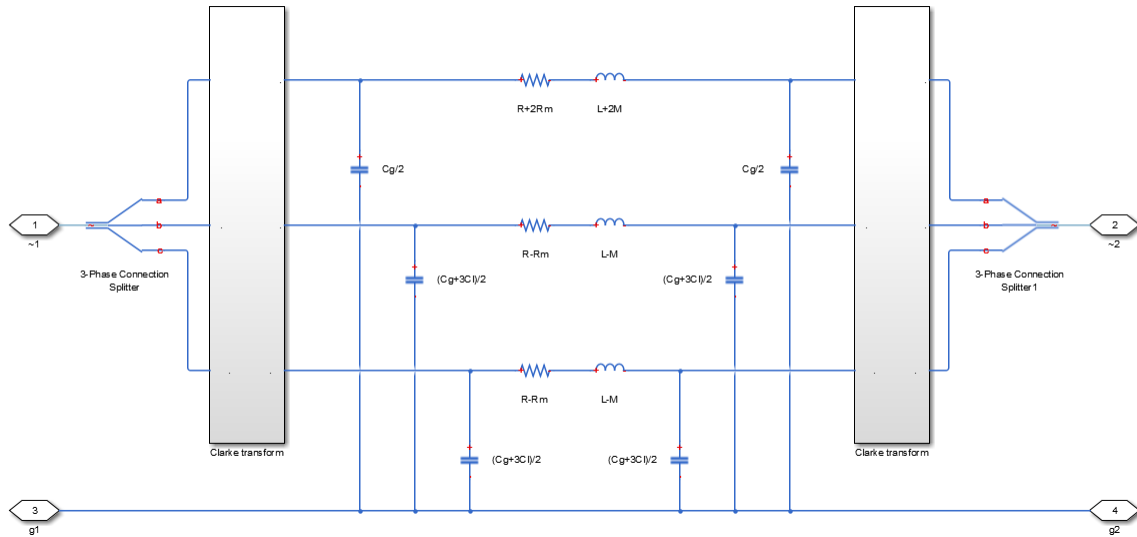 R+2Rm
L+2M
Cg/2
Cg/2
a
a
1
~
b
R-Rm
L-M
b
~
2
~1
~2
c
c
3-Phase Connection
Splitter
(Cg+3Cl)/2
(Cg+3Cl)/2
3-Phase Connection
Splitter1
R-Rm
L-M
Clarke transform
(Cg+3Cl)/2
(Cg+3Cl)/2
Clarke transform
3
4
g1
g2